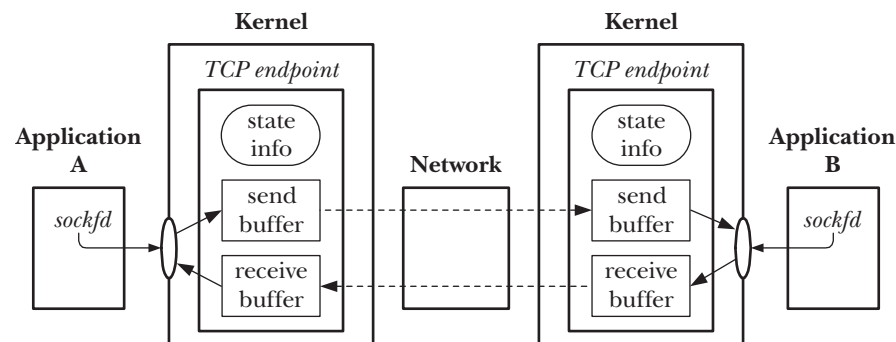 Kernel
Kernel
TCP endpoint
TCP endpoint
state
info
state
info
Application
A
Network
Application
B
send
buffer
send
buffer
sockfd
sockfd
receive
buffer
receive
buffer